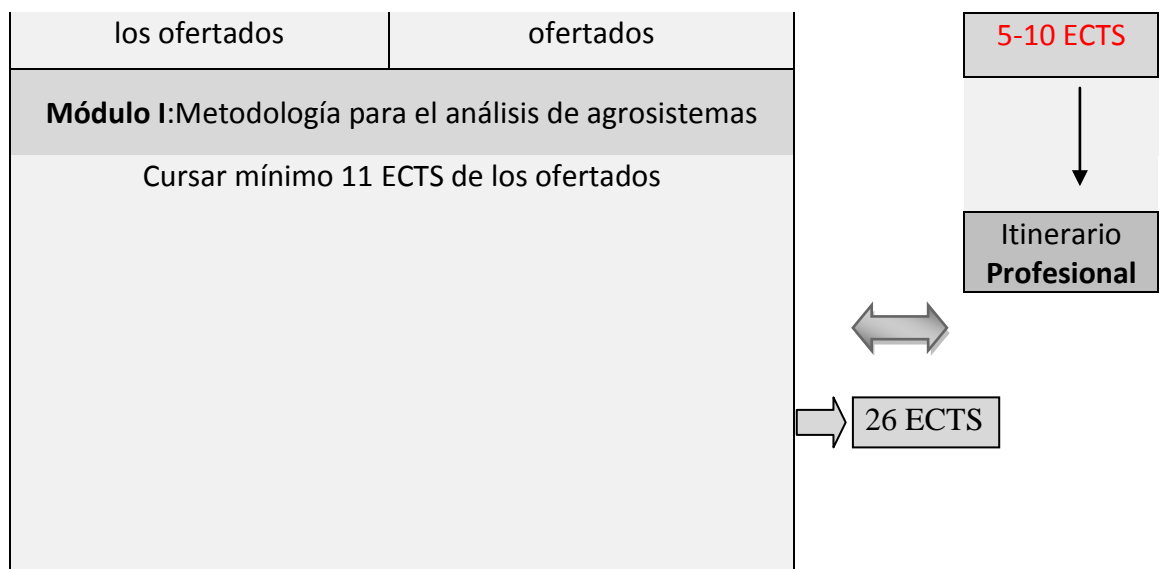 los ofertados
ofertados
5-10 ECTS
Módulo I:Metodología para el análisis de agrosistemas
Cursar mínimo 11 ECTS de los ofertados
Itinerario
Profesional
26 ECTS